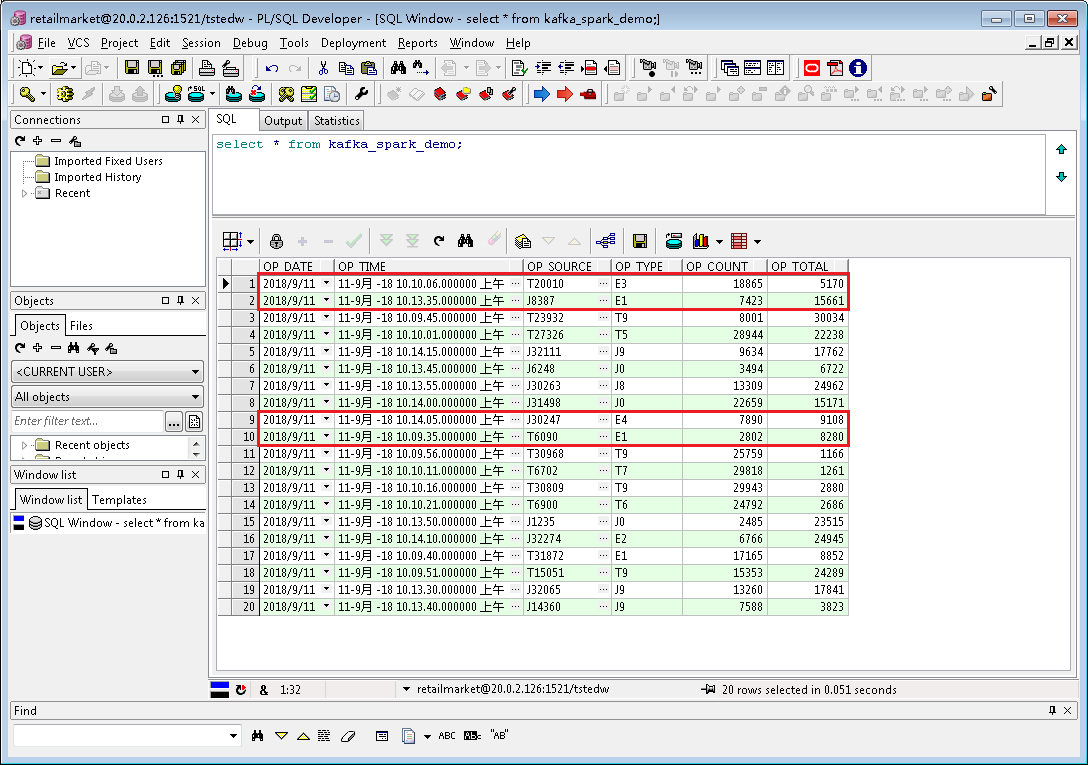 retailmarket@20.0.2.126:1521/tstedw - PL/SQL Developer - [SQL Window - select * from kafka_spark_demo;]
File VCS Project Edit Session Debug Tools Deployment Reports Window Help
Connections
Imported Fixed Users
Imported History
Recent
Objects
Objects Files
<CURRENT USER>
All objects
Enter filter text...
Recent objects
Window list
Window list Templates
SQL Window - select * from ka
SQL Output Statistics
select * from kafka_spark_demo;
OP_DATE OP_TIME OP_SOURCE OP_TYPE OP_COUNT OP_TOTAL
1 2018/9/11 11-9月 -18 10.10.06.000000 上午 T20010 E3 18865 5170
2 2018/9/11 11-9月 -18 10.13.35.000000 上午 J8387 E1 7423 15661
3 2018/9/11 11-9月 -18 10.09.45.000000 上午 T23932 T9 8001 30034
4 2018/9/11 11-9月 -18 10.10.01.000000 上午 T27326 T5 28944 22238
5 2018/9/11 11-9月 -18 10.14.15.000000 上午 J32111 J9 9634 17762
6 2018/9/11 11-9月 -18 10.13.45.000000 上午 J6248 J0 3494 6722
7 2018/9/11 11-9月 -18 10.13.55.000000 上午 J30263 J8 13309 24962
8 2018/9/11 11-9月 -18 10.14.00.000000 上午 J31498 J0 22659 15171
9 2018/9/11 11-9月 -18 10.14.05.000000 上午 J30247 E4 7890 9108
10 2018/9/11 11-9月 -18 10.09.35.000000 上午 T6090 E1 2802 8280
11 2018/9/11 11-9月 -18 10.09.56.000000 上午 T30968 T9 25759 1166
12 2018/9/11 11-9月 -18 10.10.11.000000 上午 T6702 T7 29818 1261
13 2018/9/11 11-9月 -18 10.10.16.000000 上午 T30809 T9 29943 2880
14 2018/9/11 11-9月 -18 10.10.21.000000 上午 T6900 T6 24792 2686
15 2018/9/11 11-9月 -18 10.13.50.000000 上午 J1235 J0 2485 23515
16 2018/9/11 11-9月 -18 10.14.10.000000 上午 J32274 E2 6766 24945
17 2018/9/11 11-9月 -18 10.09.40.000000 上午 T31872 E1 17165 8852
18 2018/9/11 11-9月 -18 10.09.51.000000 上午 T15051 T9 15353 24289
19 2018/9/11 11-9月 -18 10.13.30.000000 上午 J32065 J9 13260 17841
20 2018/9/11 11-9月 -18 10.13.40.000000 上午 J14360 J9 7588 3823
& 1:32 retailmarket@20.0.2.126:1521/tstedw 20 rows selected in 0.051 seconds
Find
ABC "AB"